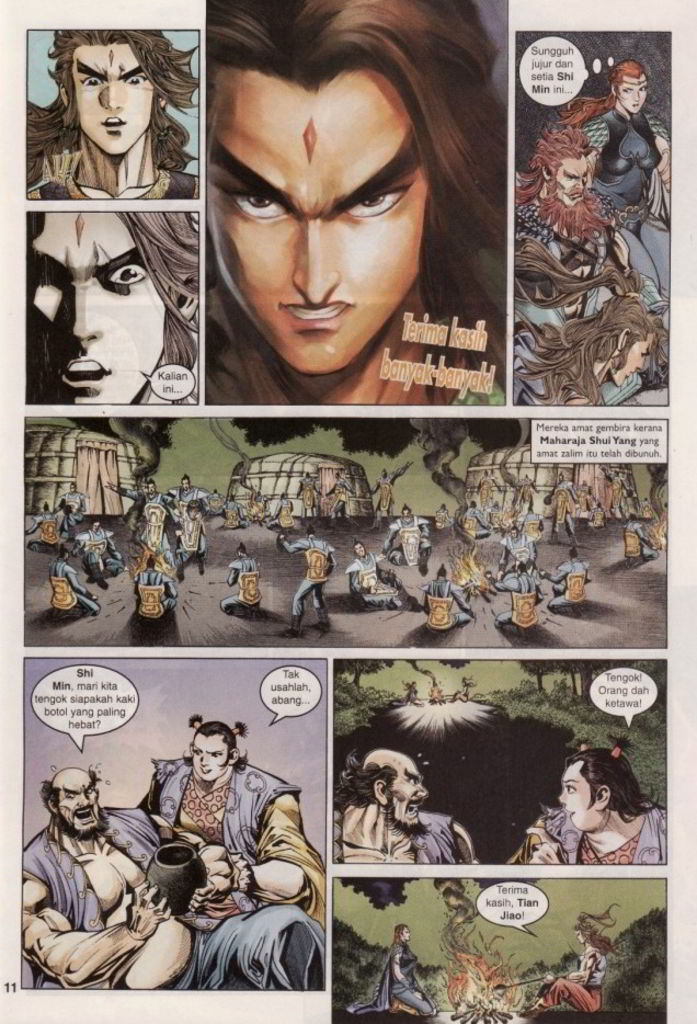 Kalian
ini...
Terima kasih
banyak-banyak!
Sungguh
jujur dan
setia Shi
Min ini...
Mereka amat gembira kerana
Maharaja Shui Yang yang
amat zalim itu telah dibunuh.
Shi
Min, mari kita
tengok siapakah kaki
botol yang paling
hebat?
Tak
usahlah,
abang...
Tengok!
Orang dah
ketawa!
Terima
kasih, Tian
Jiao!
11